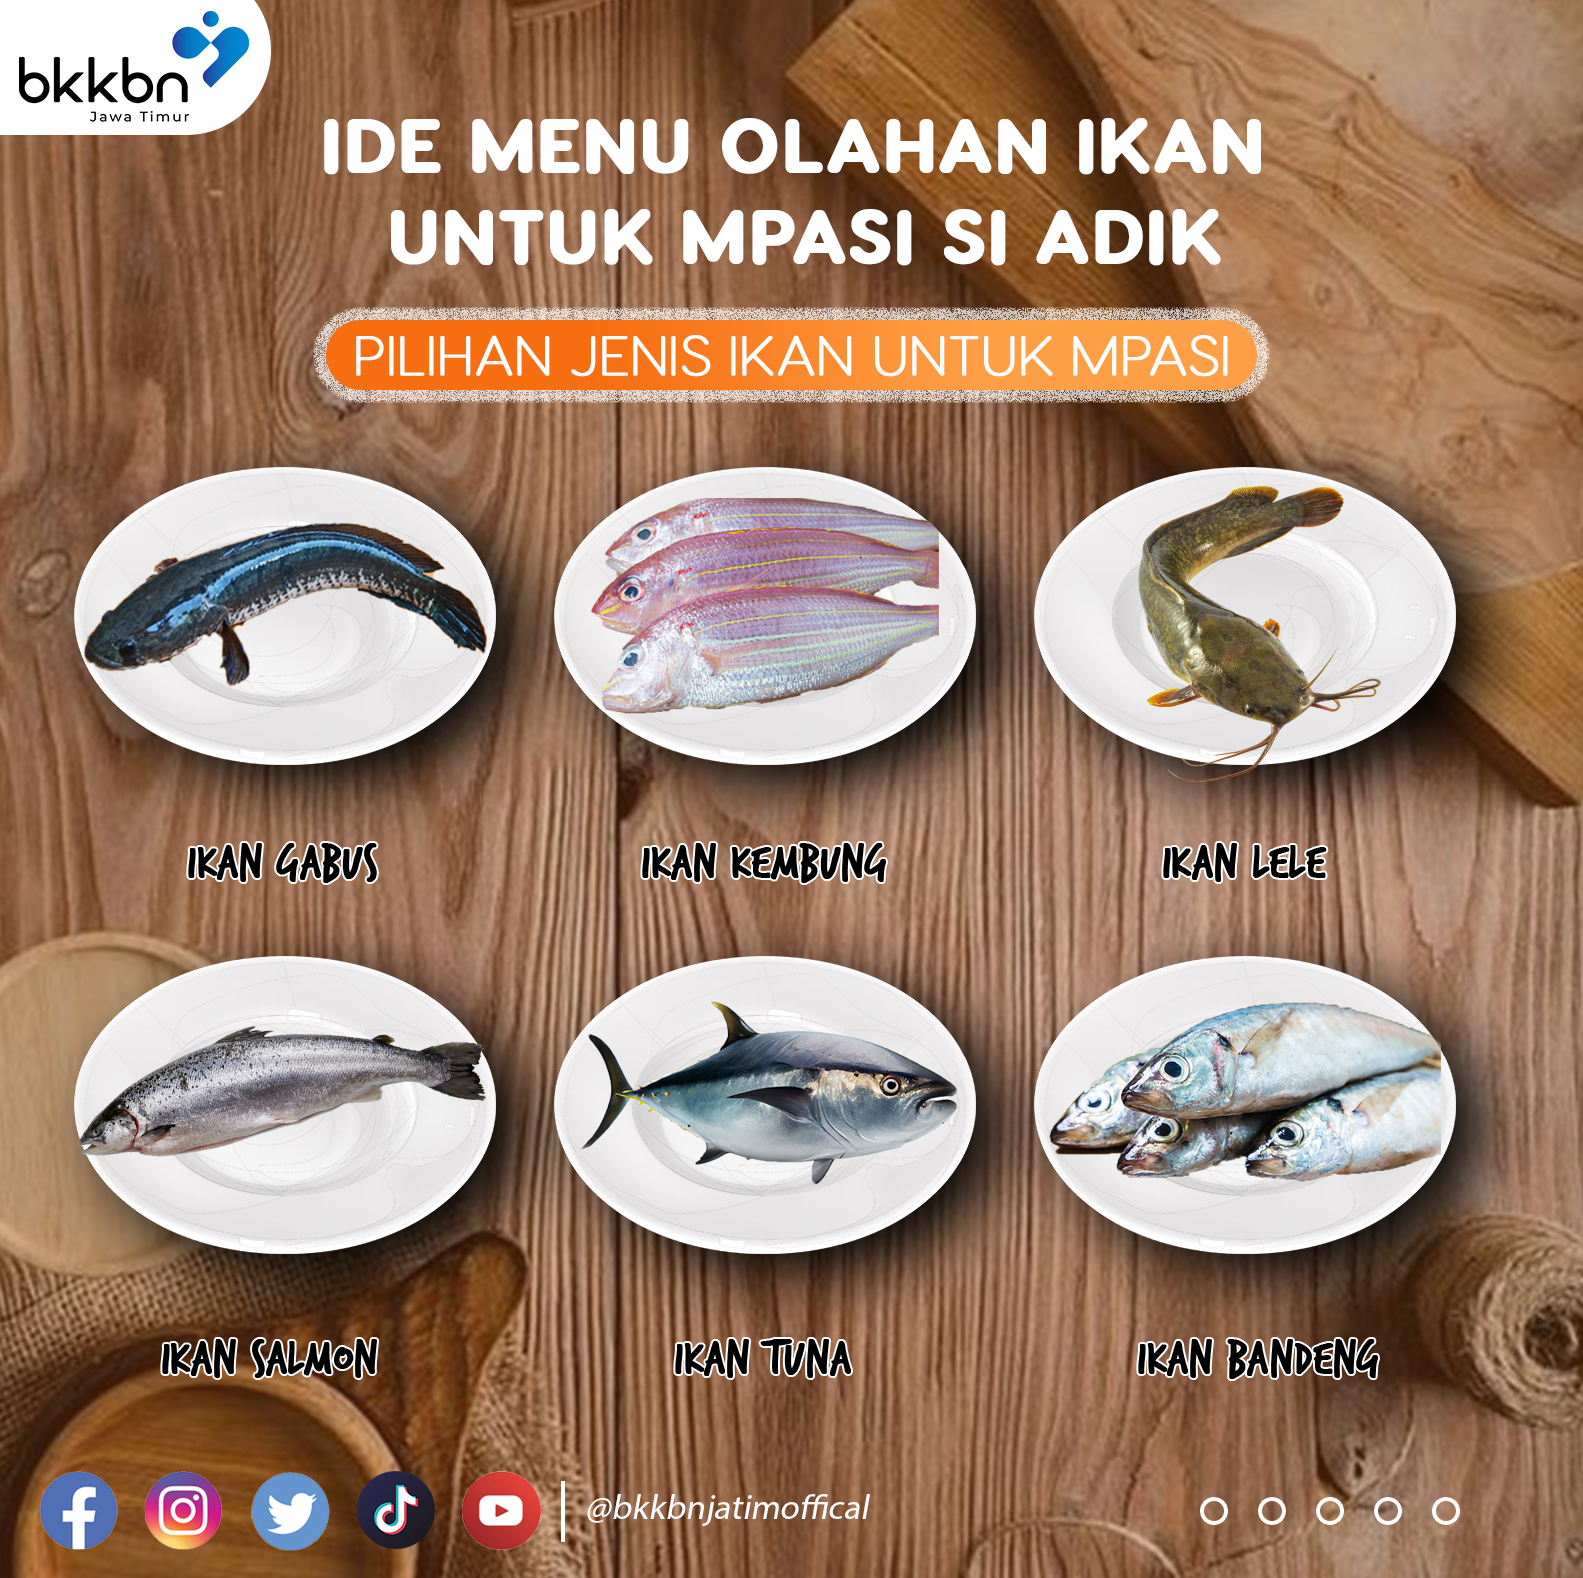 bkkbn
Jawa Timur
IDE MENU OLAHAN IKAN
UNTUK MPASI SI ADIK
PILIHAN JENIS IKAN UNTUK MPASI
IKAN GABUS
IKAN KEMBUNG
IKAN LELE
IKAN SALMON
IKAN TUNA
IKAN BANDENG
@bkkbnjatimoffical